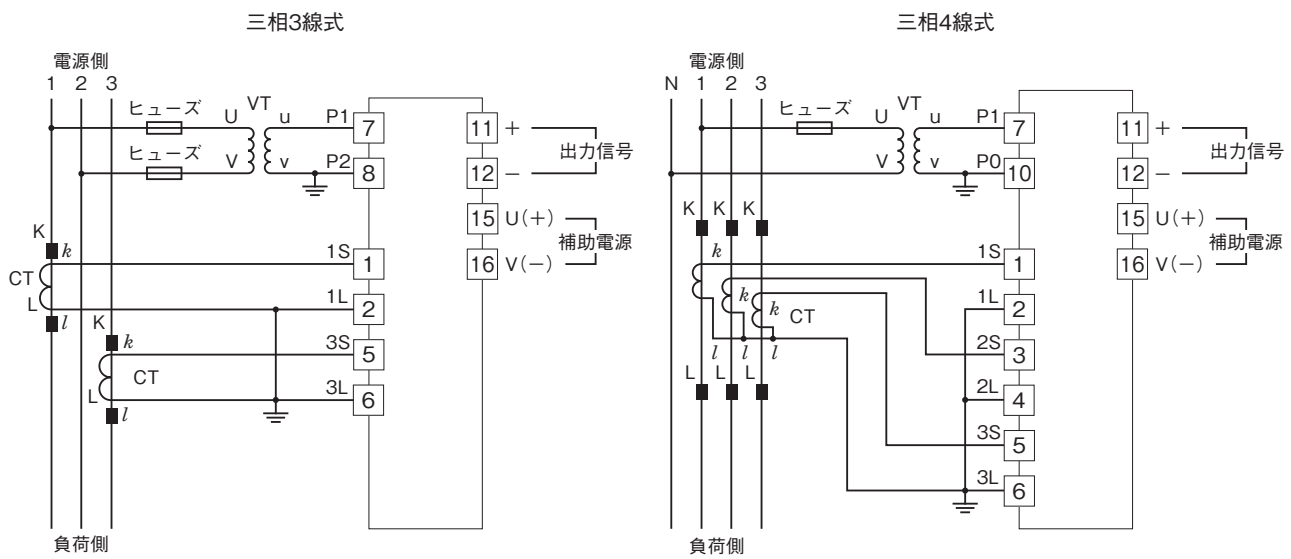 三相3線式
電源側
1 2 3
ヒューズ
U VT u P1 7
ヒューズ
V v P2 8
11 +
出力信号
12 −
15 U(+)
補助電源
16 V(−)
K
k
1S 1
CT
L
l
1L 2
K
k
3S 5
CT
L
l
3L 6
負荷側
三相4線式
電源側
N 1 2 3
ヒューズ
U VT u P1 7
V v P0 10
11 +
出力信号
12 −
15 U(+)
補助電源
16 V(−)
K K K
k
1S 1
k
k CT
1L 2
l l l
2S 3
L L L
2L 4
3S 5
3L 6
負荷側